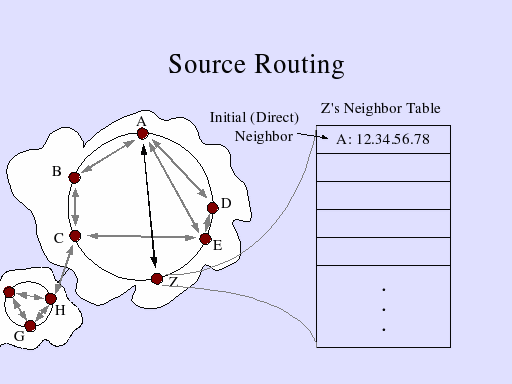 Source Routing
Z's Neighbor Table
Initial (Direct)
Neighbor
A: 12.34.56.78
A
B
D
C
E
Z
H
G